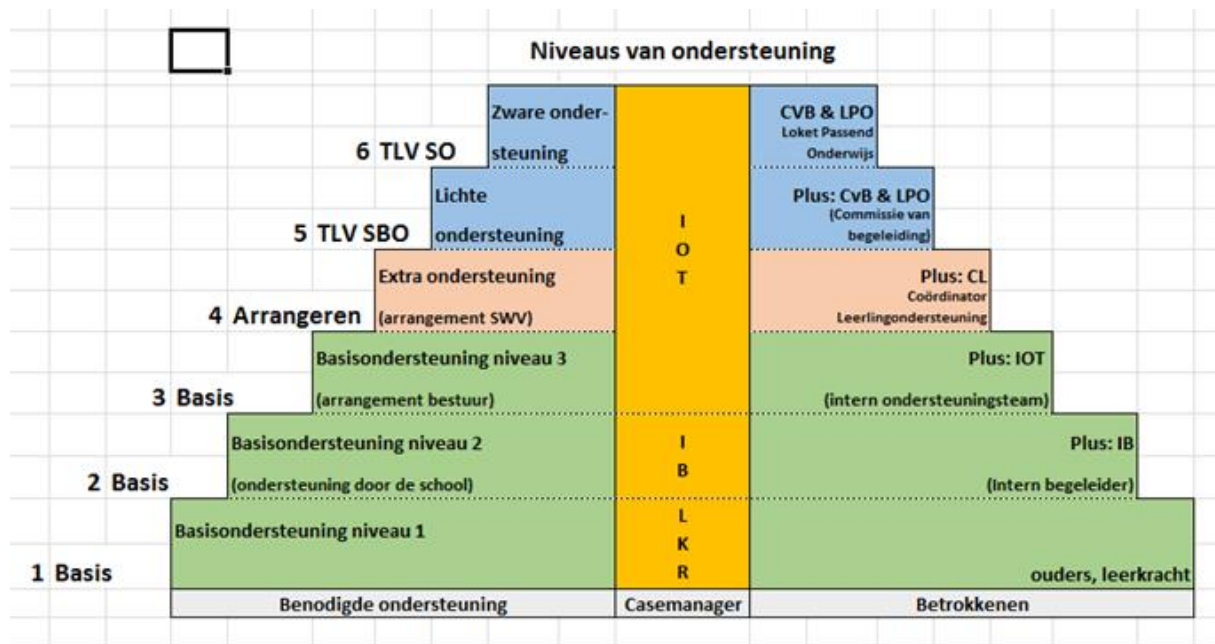 Niveaus van ondersteuning
6 TLV SO
Zware onder-
steuning
CVB & LPO
Loket Passend
Onderwijs
5 TLV SBO
Lichte
ondersteuning
Plus: CvB & LPO
(Commissie van
begeleiding)
4 Arrangeren
Extra ondersteuning
(arrangement SWV)
I
O
T
Plus: CL
Coördinator
Leerlingondersteuning
3 Basis
Basisondersteuning niveau 3
(arrangement bestuur)
Plus: IOT
(intern ondersteuningsteam)
2 Basis
Basisondersteuning niveau 2
(ondersteuning door de school)
I
B
Plus: IB
(Intern begeleider)
1 Basis
Basisondersteuning niveau 1
L
K
R
ouders, leerkracht
Benodigde ondersteuning
Casemanager
Betrokkenen